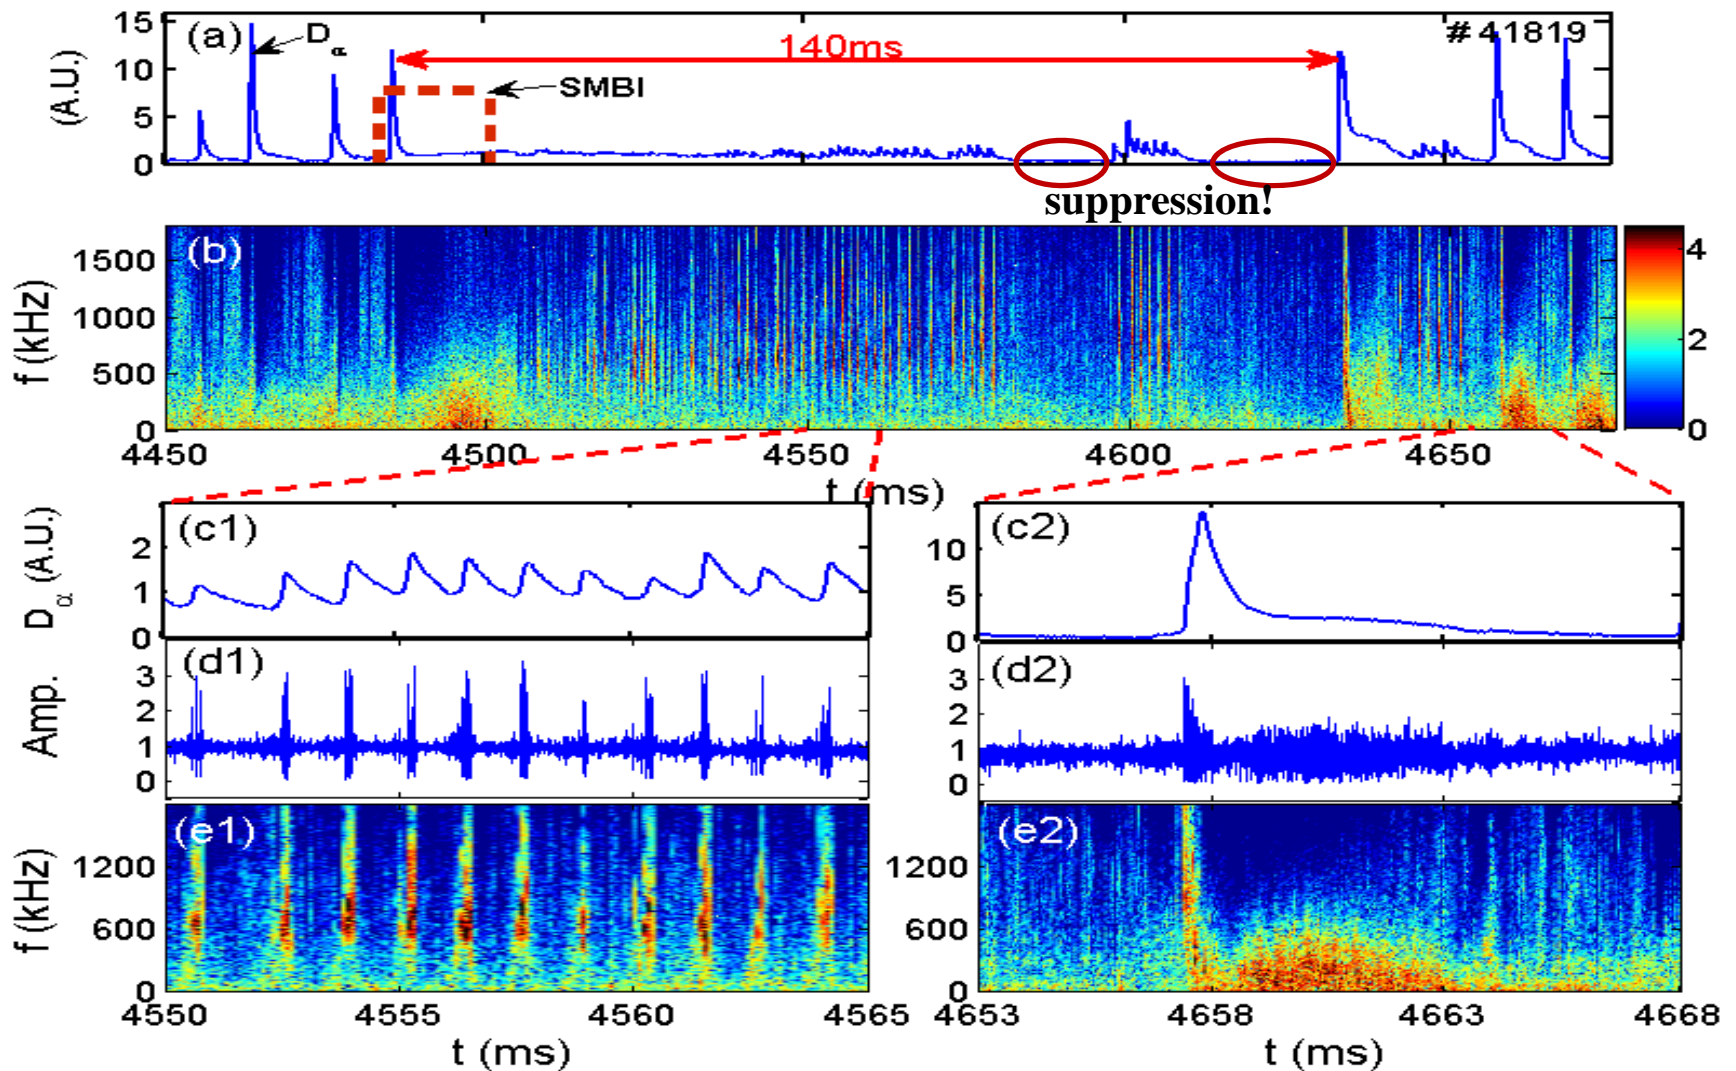 15
(a)
D α
140ms
#41819
10
(A.U.)
SMBI
5
0
suppression!
(b)
1500
1000
500
0
f (kHz)
4
2
0
4450 4500 4550 4600 4650
t (ms)
(c1)
2
1
0
D α (A.U.)
(c2)
10
5
0
(d1)
3
2
1
0
Amp.
(d2)
3
2
1
0
(e1)
1200
600
0
f (kHz)
(e2)
1200
600
0
4550 4555 4560 4565
t (ms)
4653 4658 4663 4668
t (ms)